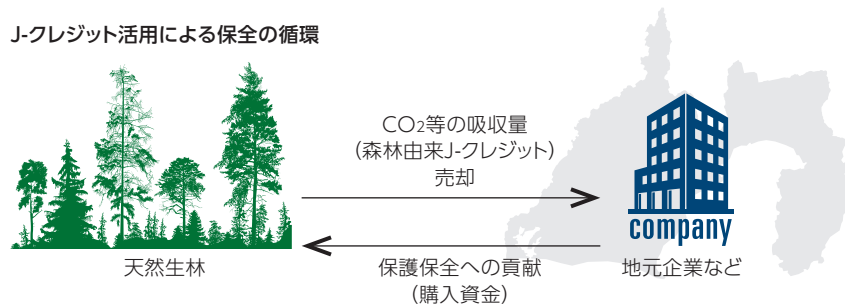 J-クレジット活用による保全の循環
CO2等の吸収量
（森林由来J-クレジット）
売却
company
天然生林
保護保全への貢献
（購入資金）
地元企業など